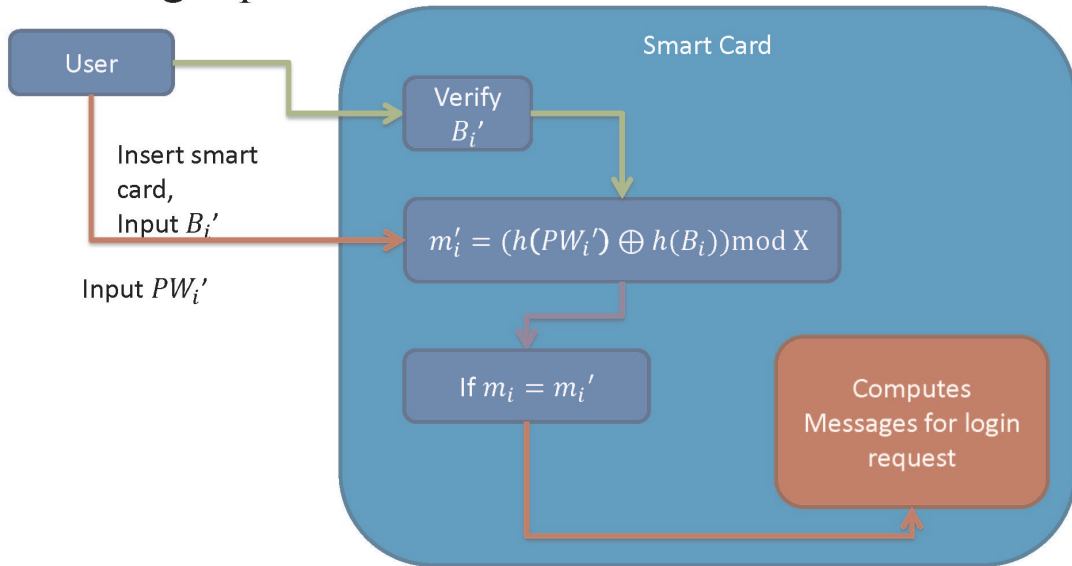 Smart Card
User
Verify
𝐵ᵢ′
Insert smart
card,
Input 𝐵ᵢ′
𝑚ᵢ′ = (ℎ(𝑃𝑊ᵢ′) ⊕ ℎ(𝐵ᵢ))mod X
Input 𝑃𝑊ᵢ′
If 𝑚ᵢ = 𝑚ᵢ′
Computes
Messages for login
request